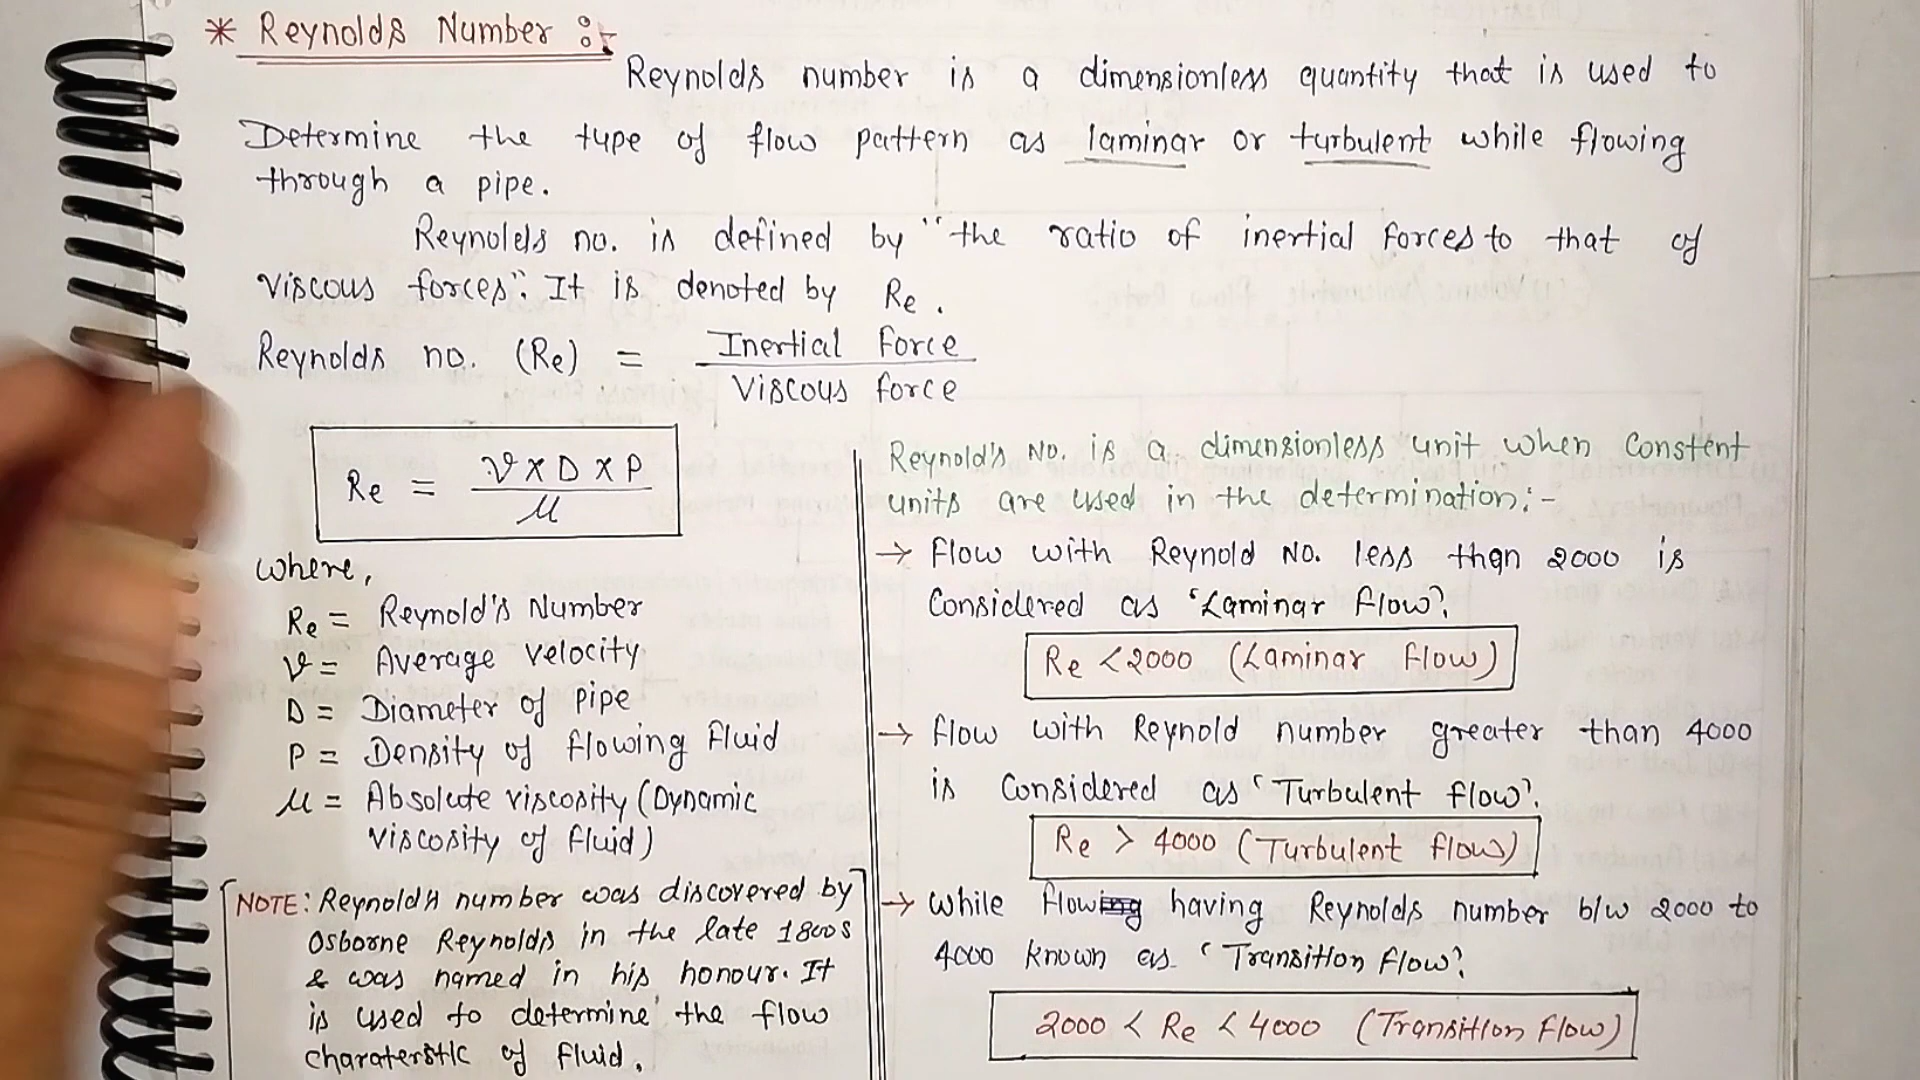 * Reynolds Number :-
Reynolds number is a dimensionless quantity that is used to
Determine the type of flow pattern as laminar or turbulent while flowing
through a pipe.
Reynolds no. is defined by "the ratio of inertial forces to that of
viscous forces". It is denoted by Re.
Reynolds no. (Re) = Inertial Force
Viscous force
Re = v x D x ρ
μ
where,
Re = Reynold's Number
v = Average velocity
D = Diameter of Pipe
ρ = Density of flowing fluid
μ = Absolute viscosity (Dynamic
Viscosity of fluid)
NOTE: Reynolds number was discovered by
Osborne Reynolds in the late 1800s
& was named in his honour. It
is used to determine the flow
charateristic of fluid.
Reynold's No. is a dimensionless unit when Constent
units are used in the determination:-
→ Flow with Reynold No. less than 2000 is
Considered as 'Laminar Flow'.
Re < 2000 (Laminar Flow)
→ flow with Reynold number greater than 4000
is Considered as 'Turbulent flow'.
Re > 4000 (Turbulent flow)
→ While flow having Reynolds number b/w 2000 to
4000 known as 'Transition Flow'.
2000 < Re < 4000 (Transition Flow)